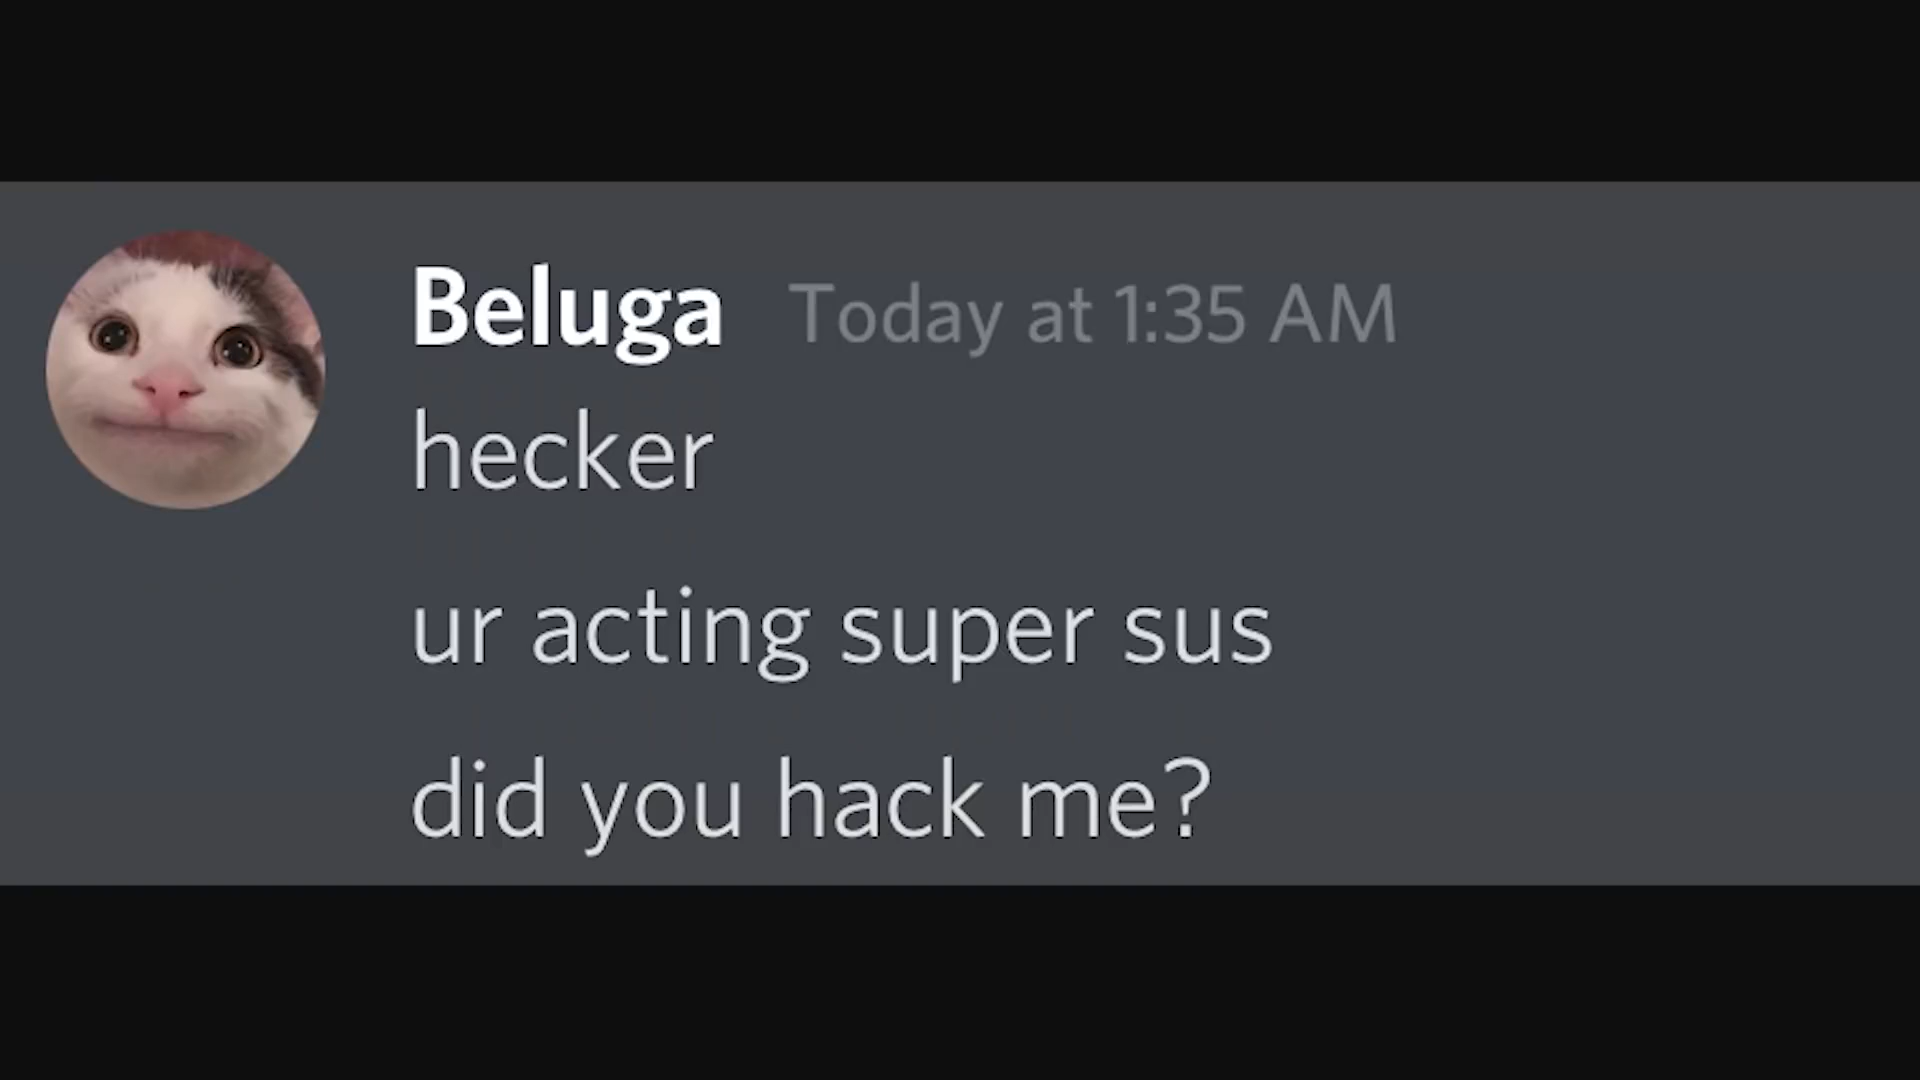 Beluga Today at 1:35 AM
hecker
ur acting super sus
did you hack me?